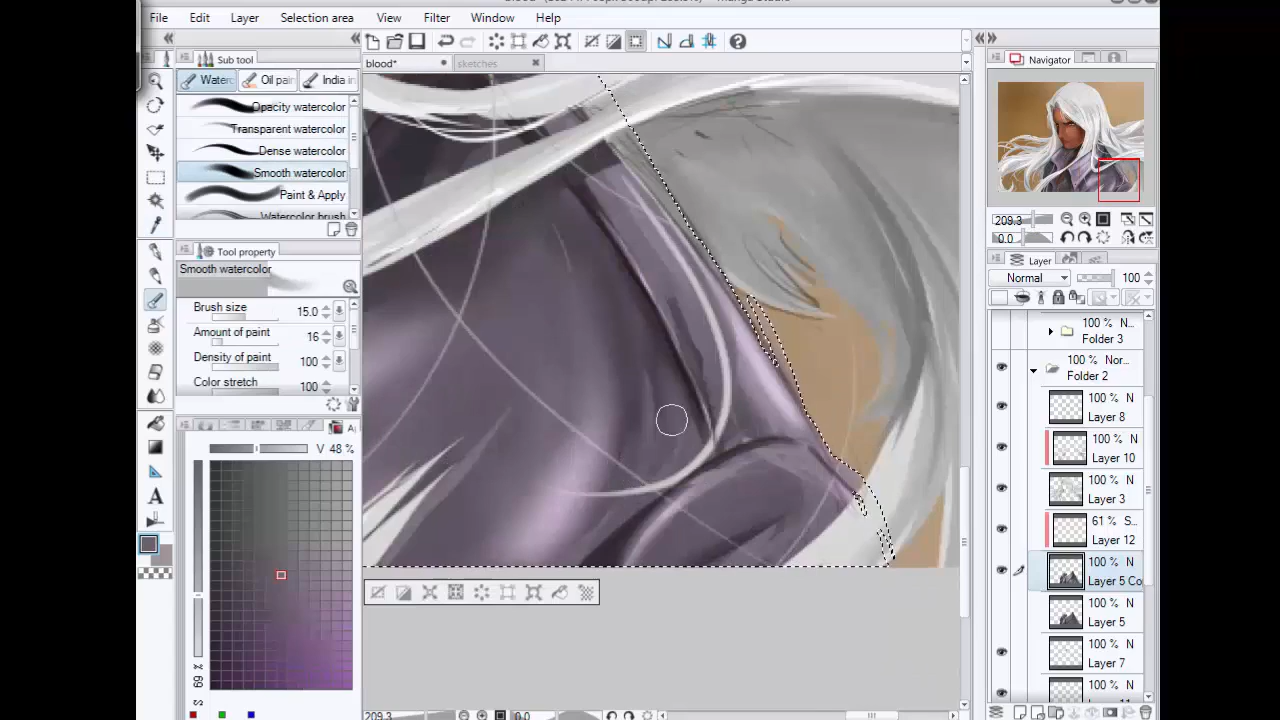 File Edit Layer Selection area View Filter Window Help
Sub tool
Navigator
blood*
sketches
Waterc
Oil pain
India in
Opacity watercolor
Transparent watercolor
Dense watercolor
Smooth watercolor
Paint & Apply
Watercolor brush
Tool property
Smooth watercolor
Brush size 15.0
Amount of paint 16
Density of paint 100
Color stretch 100
V 48 %
69 %
209.3
0.0
Layer
Normal 100
100 % N...
Folder 3
100 % Nor...
Folder 2
100 % N
Layer 8
100 % N
Layer 10
100 % N
Layer 3
61 % S...
Layer 12
100 % N
Layer 5 Co
100 % N
Layer 5
100 % N
Layer 7
100 % N
209.3 0.0
A